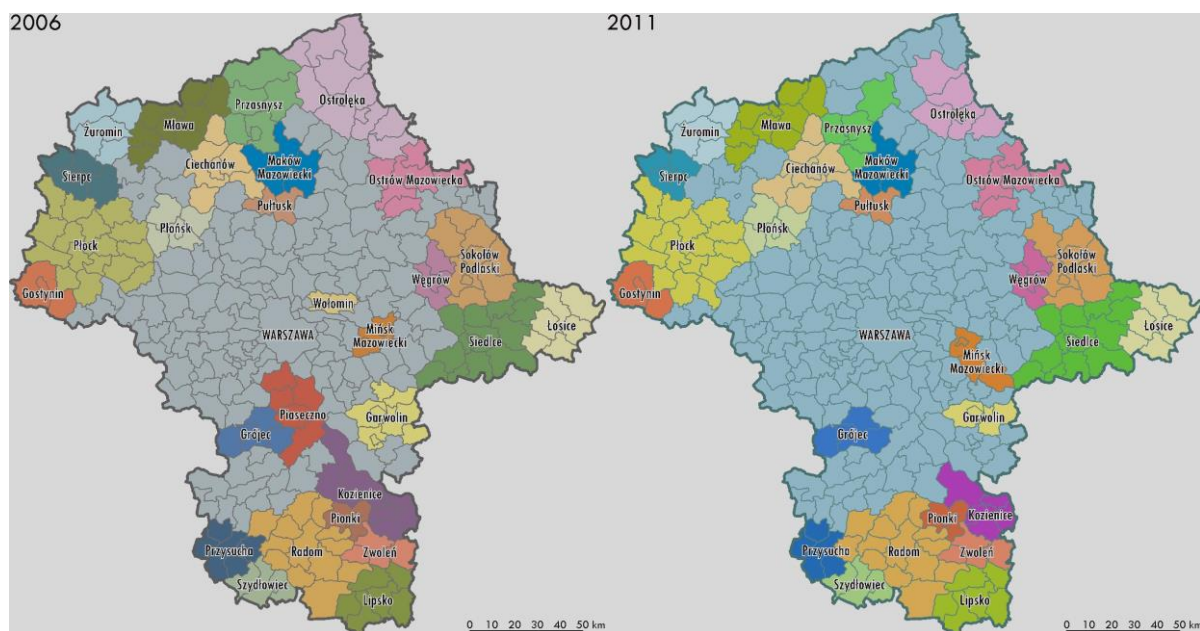 2006
Żuromin
Mława
Przasnysz
Ostrołęka
Sierpc
Ciechanów
Maków
Mazowiecki
Ostrów Mazowiecka
Pułtusk
Płońsk
Płock
Sokołów
Podlaski
Węgrów
Gostynin
Wołomin
WARSZAWA
Mińsk
Mazowiecki
Siedlce
Łosice
Piaseczno
Garwolin
Grójec
Kozienice
Pionki
Przysucha
Radom
Zwoleń
Szydłowiec
Lipsko
0 10 20 30 40 50 km
2011
Żuromin
Mława
Przasnysz
Ostrołęka
Sierpc
Ciechanów
Maków
Mazowiecki
Ostrów Mazowiecka
Pułtusk
Płońsk
Płock
Sokołów
Podlaski
Węgrów
Gostynin
WARSZAWA
Mińsk
Mazowiecki
Siedlce
Łosice
Garwolin
Grójec
Kozienice
Pionki
Przysucha
Radom
Zwoleń
Szydłowiec
Lipsko
0 10 20 30 40 50 km